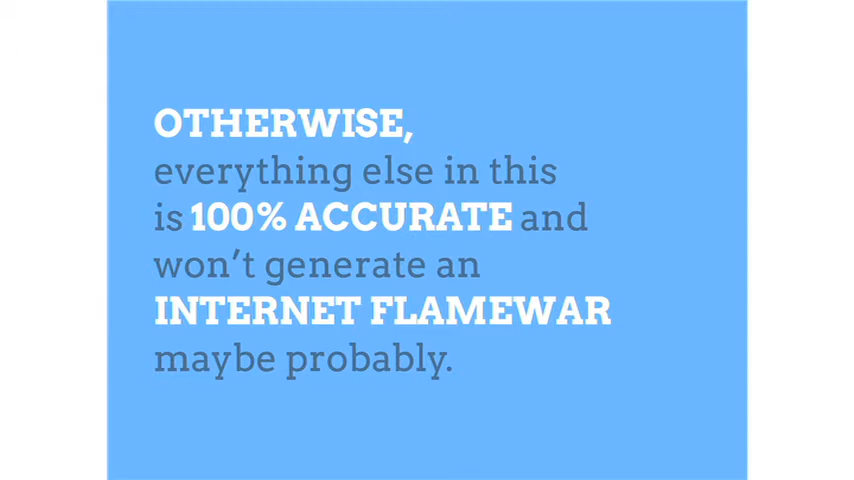 OTHERWISE,
everything else in this
is 100% ACCURATE and
won’t generate an
INTERNET FLAMEWAR
maybe probably.